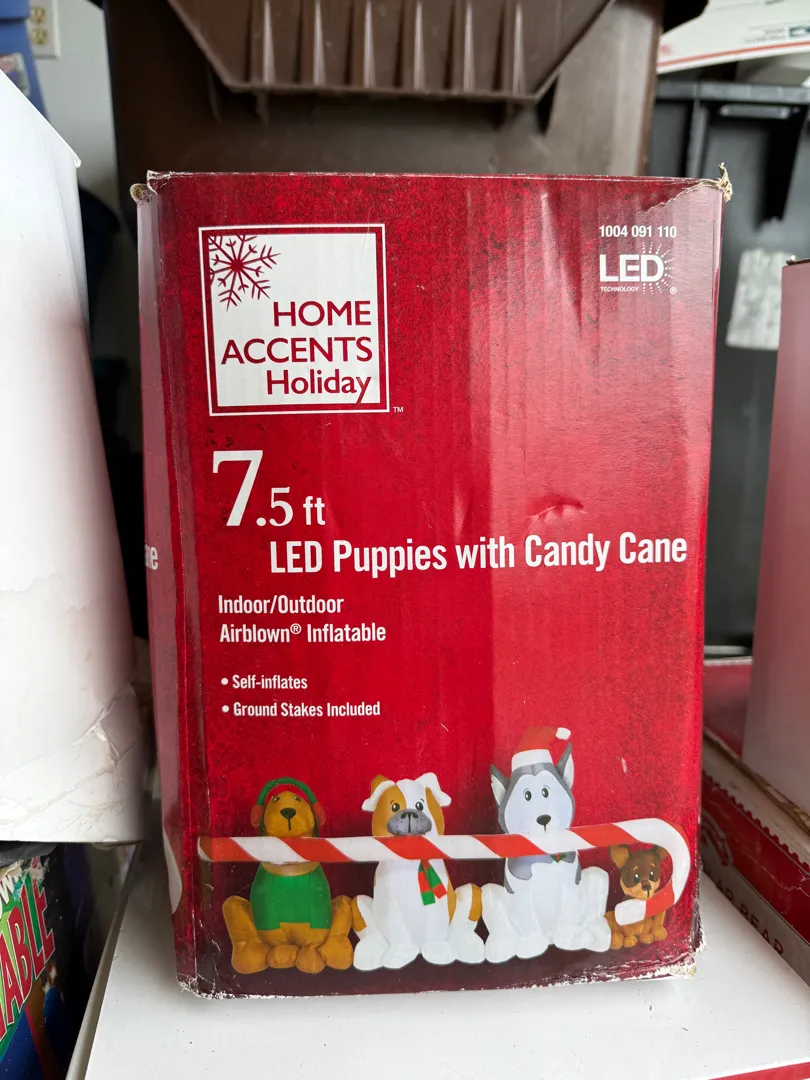 1004 091 110
LED
TECHNOLOGY ®
HOME
ACCENTS
Holiday
TM
7.5 ft
LED Puppies with Candy Cane
Indoor/Outdoor
Airblown® Inflatable
• Self-inflates
• Ground Stakes Included